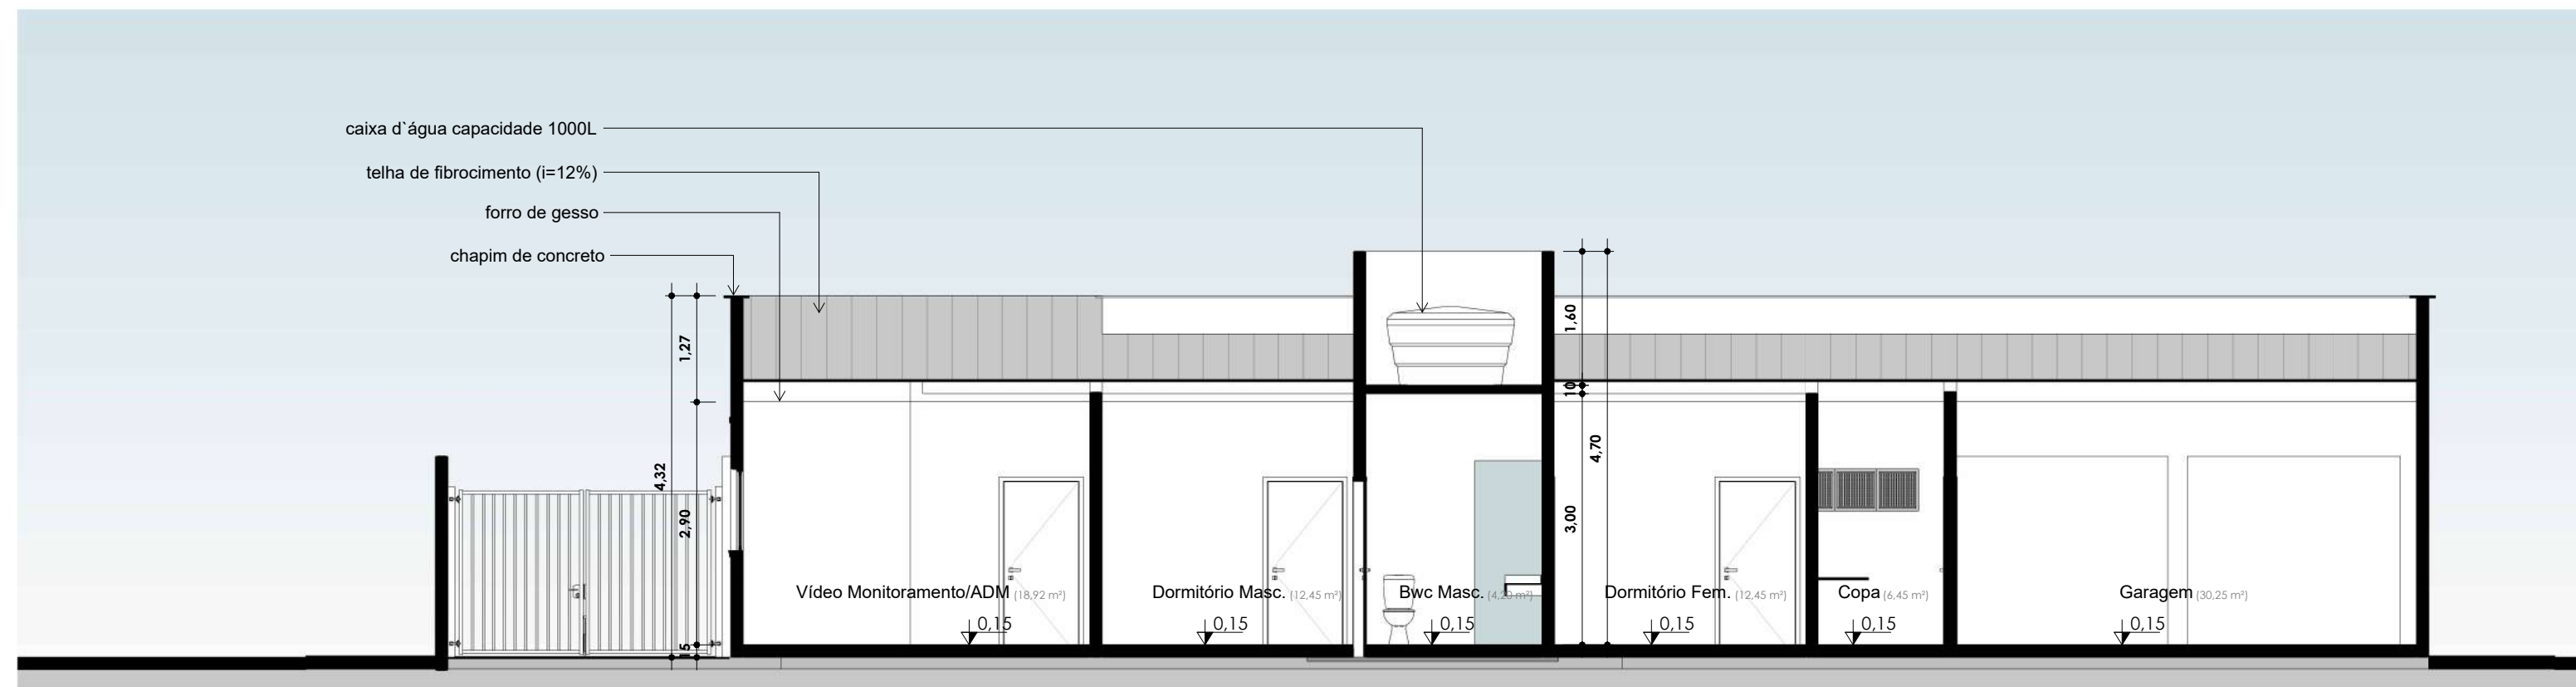 caixa d`água capacidade 1000L
telha de fibrocimento (i=12%)
forro de gesso
chapim de concreto
1,27
4,32
2,90
15
1,60
10
4,70
3,00
Vídeo Monitoramento/ADM (18,92 m²)
0,15
Dormitório Masc. (12,45 m²)
0,15
Bwc Masc. (4,20 m²)
0,15
Dormitório Fem. (12,45 m²)
0,15
Copa (6,45 m²)
0,15
Garagem (30,25 m²)
0,15